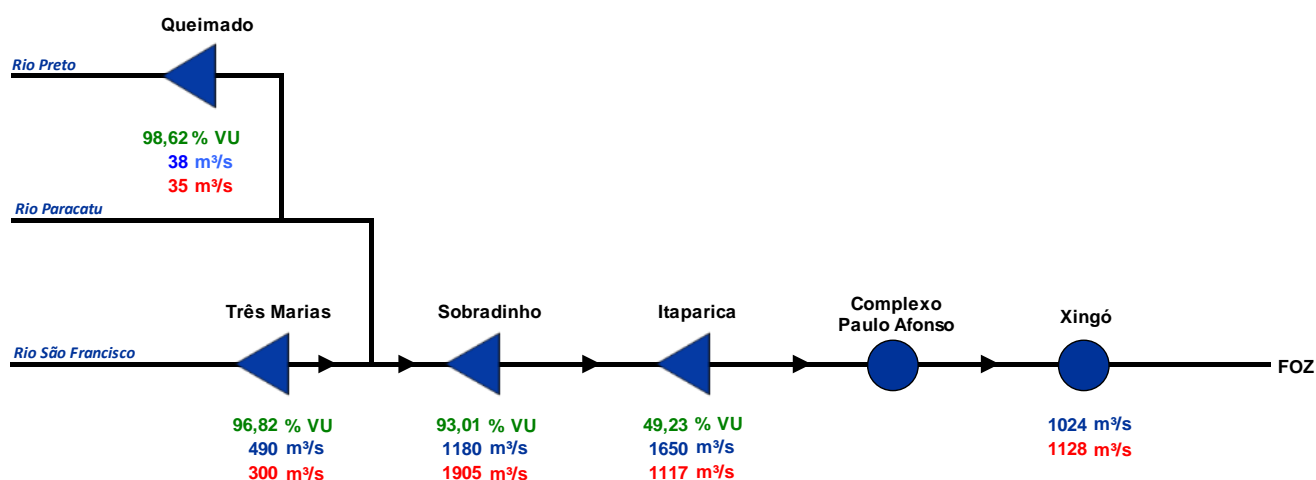 Queimado
Rio Preto
98,62 % VU
38 m³/s
35 m³/s
Rio Paracatu
Três Marias
Sobradinho
Itaparica
Complexo
Paulo Afonso
Xingó
Rio São Francisco
FOZ
96,82 % VU
490 m³/s
300 m³/s
93,01 % VU
1180 m³/s
1905 m³/s
49,23 % VU
1650 m³/s
1117 m³/s
1024 m³/s
1128 m³/s